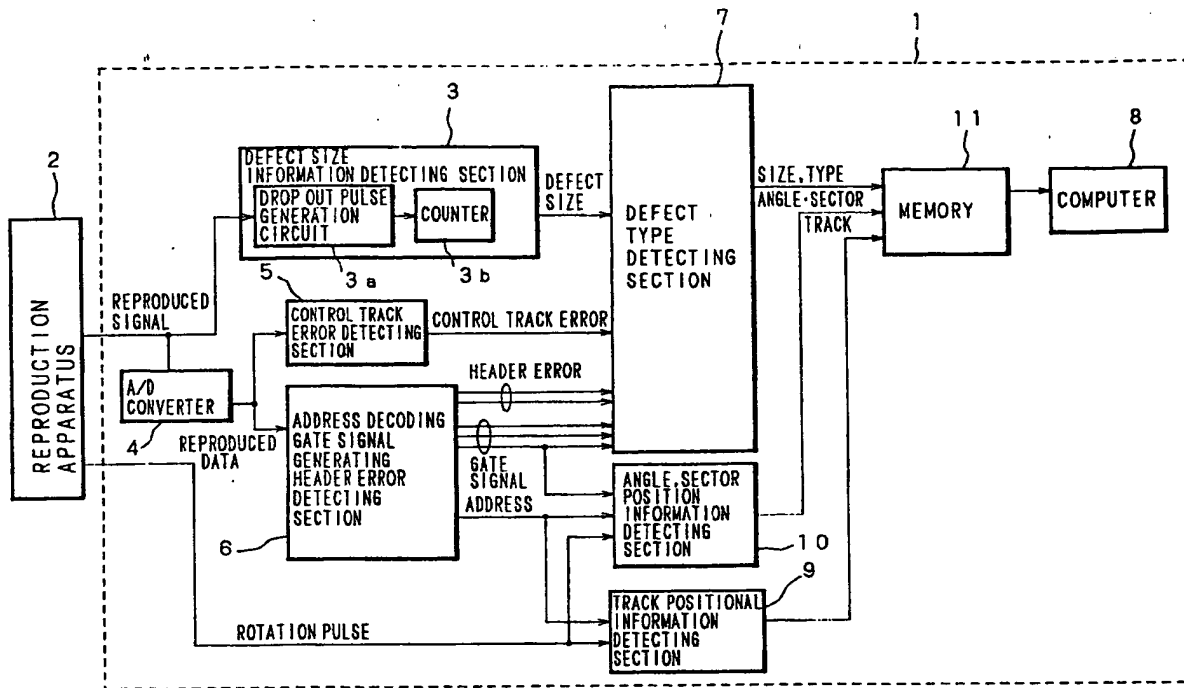 1
7
3
DEFECT SIZE
INFORMATION DETECTING SECTION
DROP OUT PULSE
GENERATION
CIRCUIT
COUNTER
3a
3b
DEFECT
SIZE
2
REPRODUCTION
APPARATUS
REPRODUCED
SIGNAL
A/D
CONVERTER
4
REPRODUCED
DATA
5
CONTROL TRACK
ERROR DETECTING
SECTION
CONTROL TRACK ERROR
HEADER ERROR
ADDRESS DECODING
GATE SIGNAL
GENERATING
HEADER ERROR
DETECTING
SECTION
6
GATE
SIGNAL
ADDRESS
DEFECT
TYPE
DETECTING
SECTION
SIZE,TYPE
ANGLE·SECTOR
TRACK
11
MEMORY
8
COMPUTER
ANGLE,SECTOR
POSITION
INFORMATION
DETECTING
SECTION
10
9
TRACK POSITIONAL
INFORMATION
DETECTING
SECTION
ROTATION PULSE